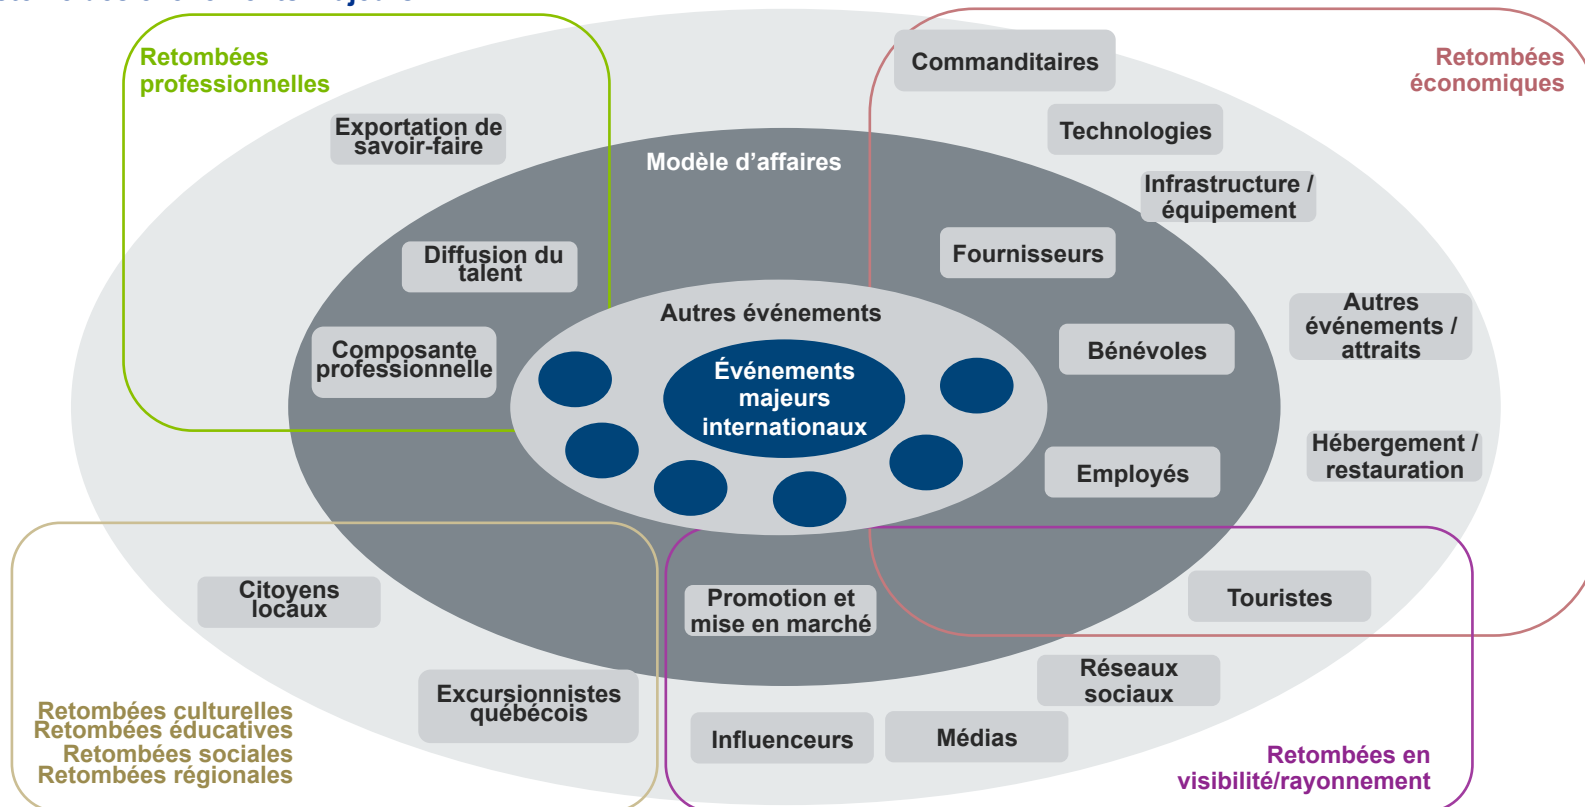 Retombées
professionnelles
Commanditaires
Retombées
économiques
Exportation de
savoir-faire
Technologies
Modèle d'affaires
Infrastructure /
équipement
Diffusion du
talent
Fournisseurs
Autres événements
Autres
événements /
attraits
Composante
professionnelle
Bénévoles
Événements
majeurs
internationaux
Hébergement /
restauration
Employés
Citoyens
locaux
Promotion et
mise en marché
Touristes
Excursionnistes
québécois
Réseaux
sociaux
Influenceurs
Médias
Retombées culturelles
Retombées éducatives
Retombées sociales
Retombées régionales
Retombées en
visibilité/rayonnement